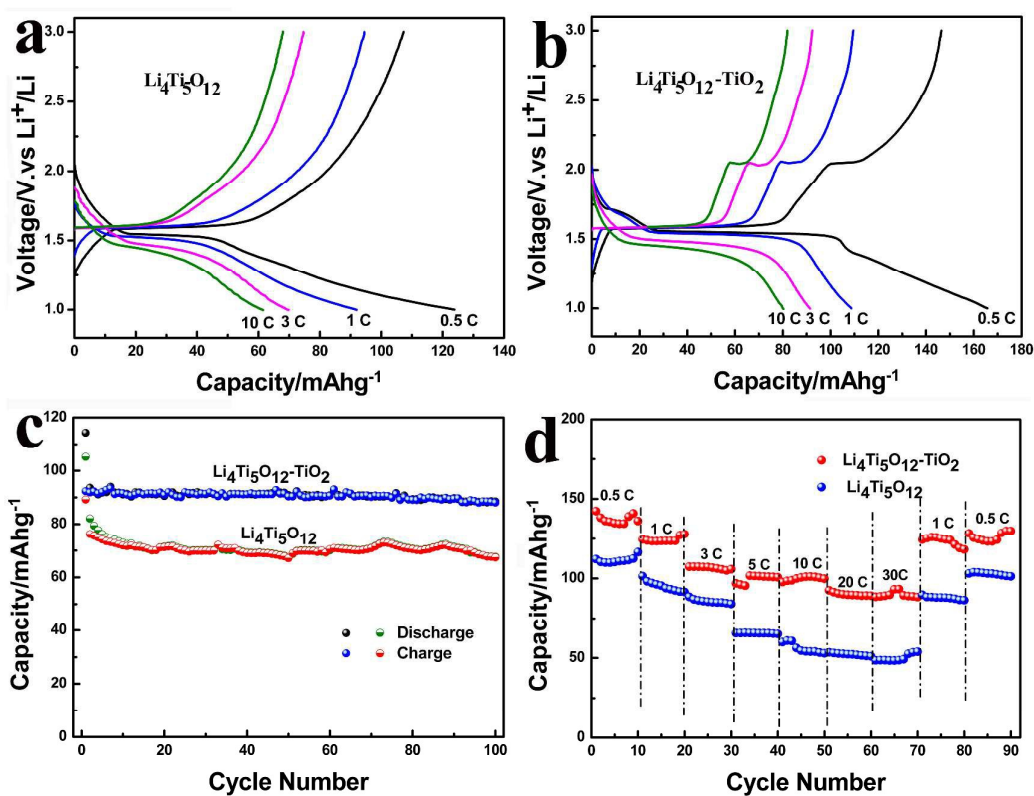 a
Li4Ti5O12
Voltage/V.vs Li+/Li
3.0
2.5
2.0
1.5
1.0
10 C 3 C 1 C 0.5 C
0 20 40 60 80 100 120 140
Capacity/mAhg-1
b
Li4Ti5O12-TiO2
Voltage/V.vs Li+/Li
3.0
2.5
2.0
1.5
1.0
10 C 3 C 1 C 0.5 C
0 20 40 60 80 100 120 140 160 180
Capacity/mAhg-1
c
Capacity/mAhg-1
120
100
80
60
40
20
0
Li4Ti5O12-TiO2
Li4Ti5O12
Discharge
Charge
0 20 40 60 80 100
Cycle Number
d
Capacity/mAhg-1
200
150
100
50
0
Li4Ti5O12-TiO2
Li4Ti5O12
0.5 C 1 C 3 C 5 C 10 C 20 C 30C 1 C 0.5 C
0 10 20 30 40 50 60 70 80 90
Cycle Number